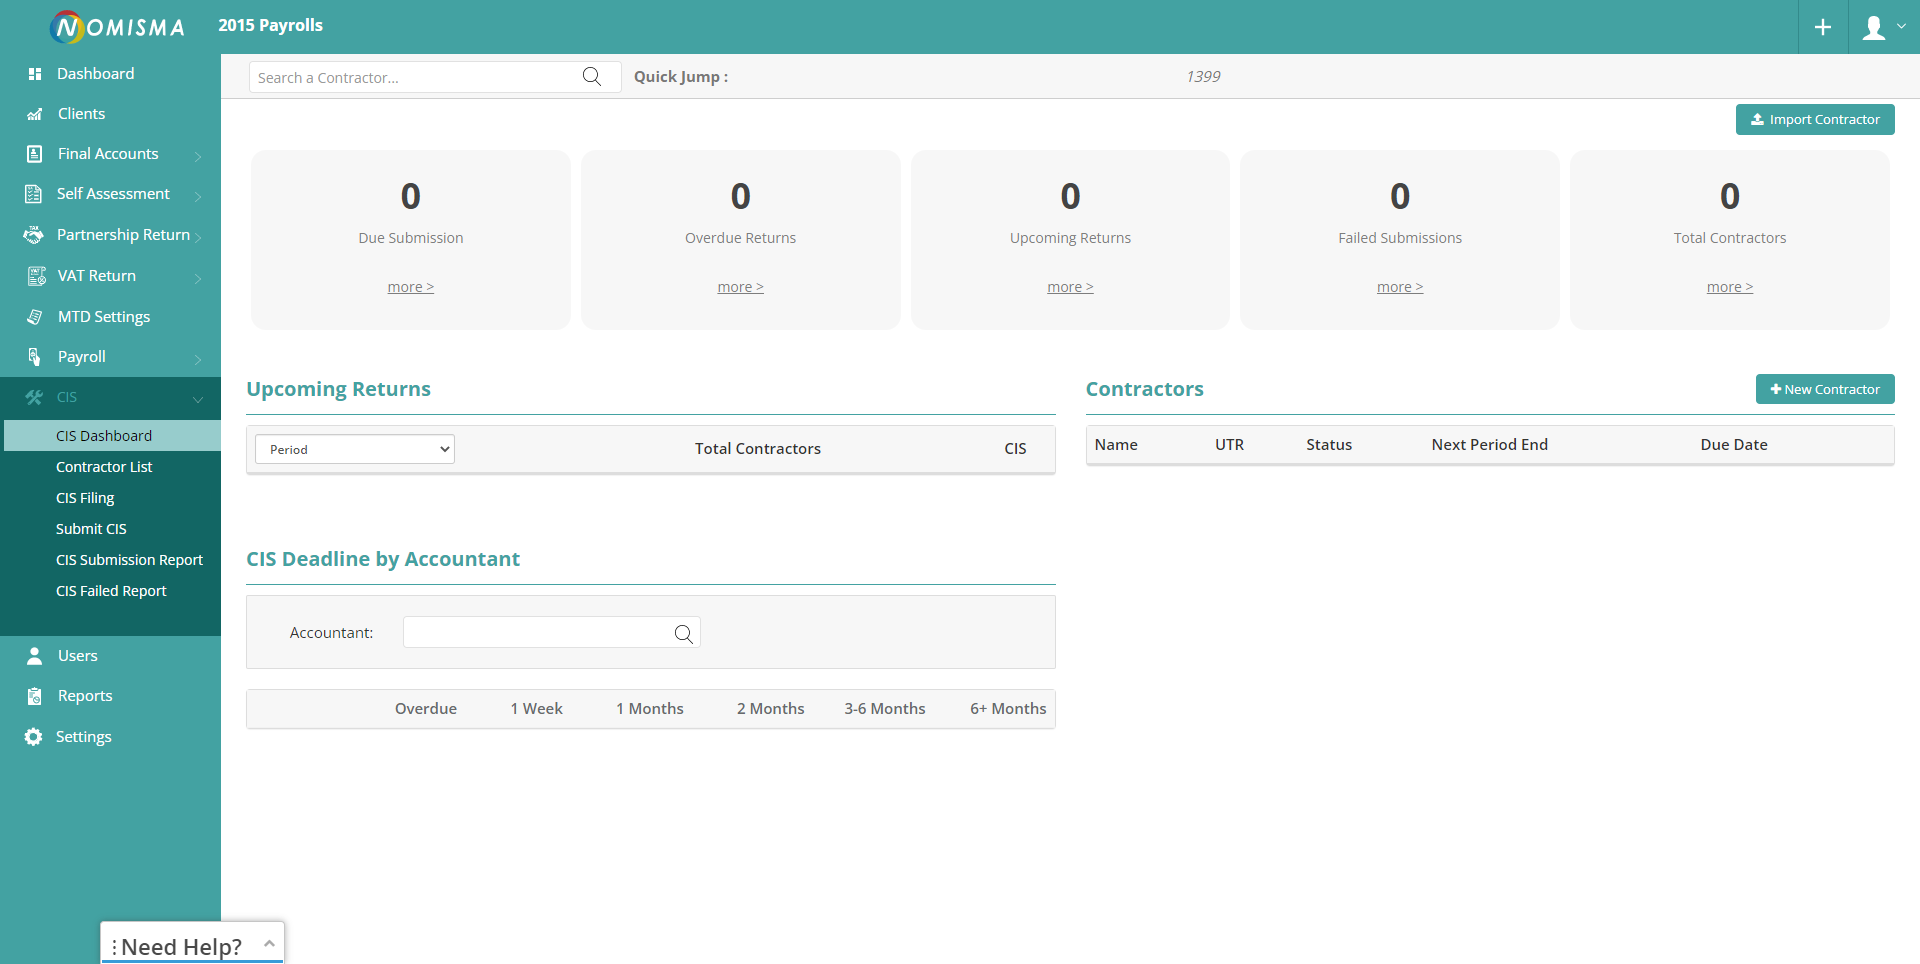 NOMISMA
2015 Payrolls
Dashboard
Clients
Final Accounts
Self Assessment
Partnership Return
VAT Return
MTD Settings
Payroll
CIS
CIS Dashboard
Contractor List
CIS Filing
Submit CIS
CIS Submission Report
CIS Failed Report
Users
Reports
Settings
Need Help?
Search a Contractor...
Quick Jump :
1399
Import Contractor
0
Due Submission
more >
0
Overdue Returns
more >
0
Upcoming Returns
more >
0
Failed Submissions
more >
0
Total Contractors
more >
Upcoming Returns
Period Total Contractors CIS
Contractors
New Contractor
Name UTR Status Next Period End Due Date
CIS Deadline by Accountant
Accountant:
Overdue 1 Week 1 Months 2 Months 3-6 Months 6+ Months